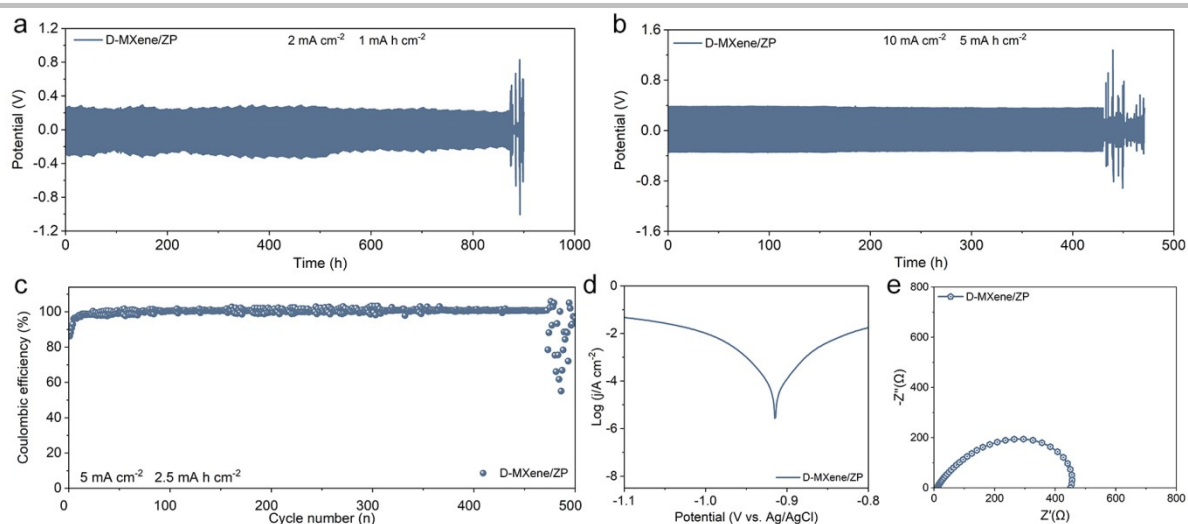 a
D-MXene/ZP
2 mA cm⁻² 1 mA h cm⁻²
Potential (V)
1.2
0.8
0.4
0.0
-0.4
-0.8
-1.2
0 200 400 600 800 1000
Time (h)
b
D-MXene/ZP
10 mA cm⁻² 5 mA h cm⁻²
Potential (V)
1.6
0.8
0.0
-0.8
-1.6
0 100 200 300 400 500
Time (h)
c
Coulombic efficiency (%)
100
80
60
40
20
0
5 mA cm⁻² 2.5 mA h cm⁻²
D-MXene/ZP
0 100 200 300 400 500
Cycle number (n)
d
Log (j/A cm⁻²)
0
-2
-4
-6
-8
D-MXene/ZP
-1.1 -1.0 -0.9 -0.8
Potential (V vs. Ag/AgCl)
e
D-MXene/ZP
-Z''(Ω)
800
600
400
200
0
0 200 400 600 800
Z'(Ω)